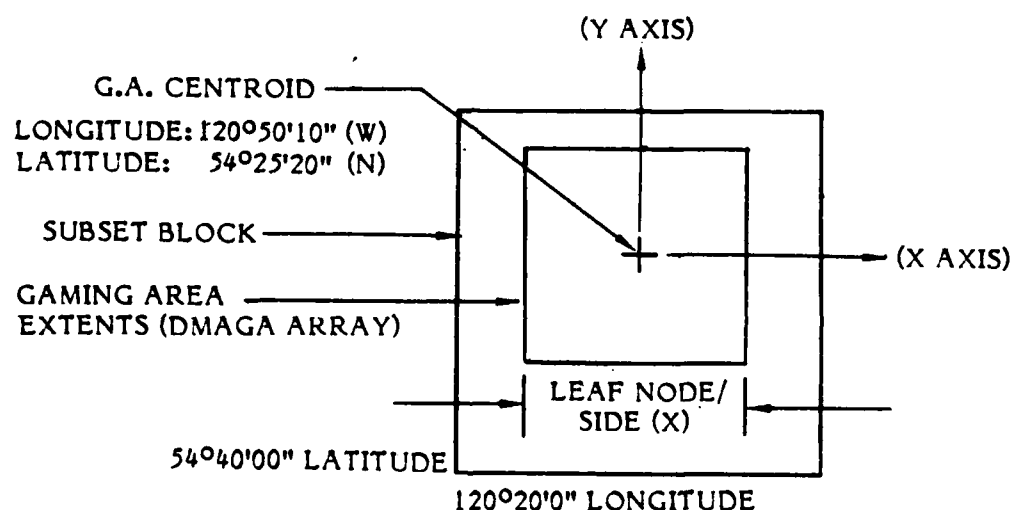 (Y AXIS)
G.A. CENTROID
LONGITUDE: 120°50'10" (W)
LATITUDE: 54°25'20" (N)
SUBSET BLOCK
(X AXIS)
GAMING AREA
EXTENTS (DMAGA ARRAY)
LEAF NODE/
SIDE (X)
54°40'00" LATITUDE
120°20'0" LONGITUDE